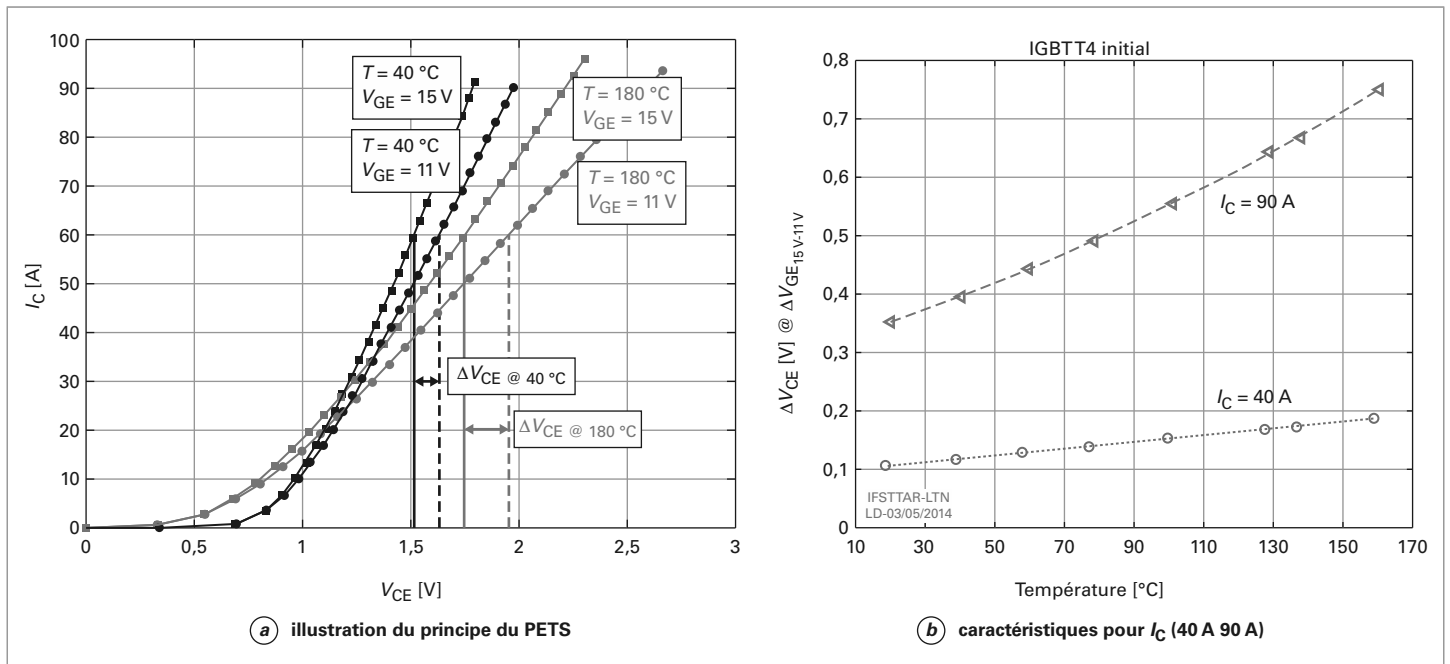 100
90
80
70
60
50
40
30
20
10
0
I_C [A]
0
0,5
1
1,5
2
2,5
3
V_CE [V]
T = 40 °C
V_GE = 15 V
T = 40 °C
V_GE = 11 V
T = 180 °C
V_GE = 15 V
T = 180 °C
V_GE = 11 V
ΔV_CE @ 40 °C
ΔV_CE @ 180 °C
a illustration du principe du PETS
IGBTT4 initial
0,8
0,7
0,6
0,5
0,4
0,3
0,2
0,1
0
ΔV_CE [V] @ ΔV_GE 15 V-11 V
I_C = 90 A
I_C = 40 A
IFSTTAR-LTN
LD-03/05/2014
10
30
50
70
90
110
130
150
170
Température [°C]
b caractéristiques pour I_C (40 A 90 A)